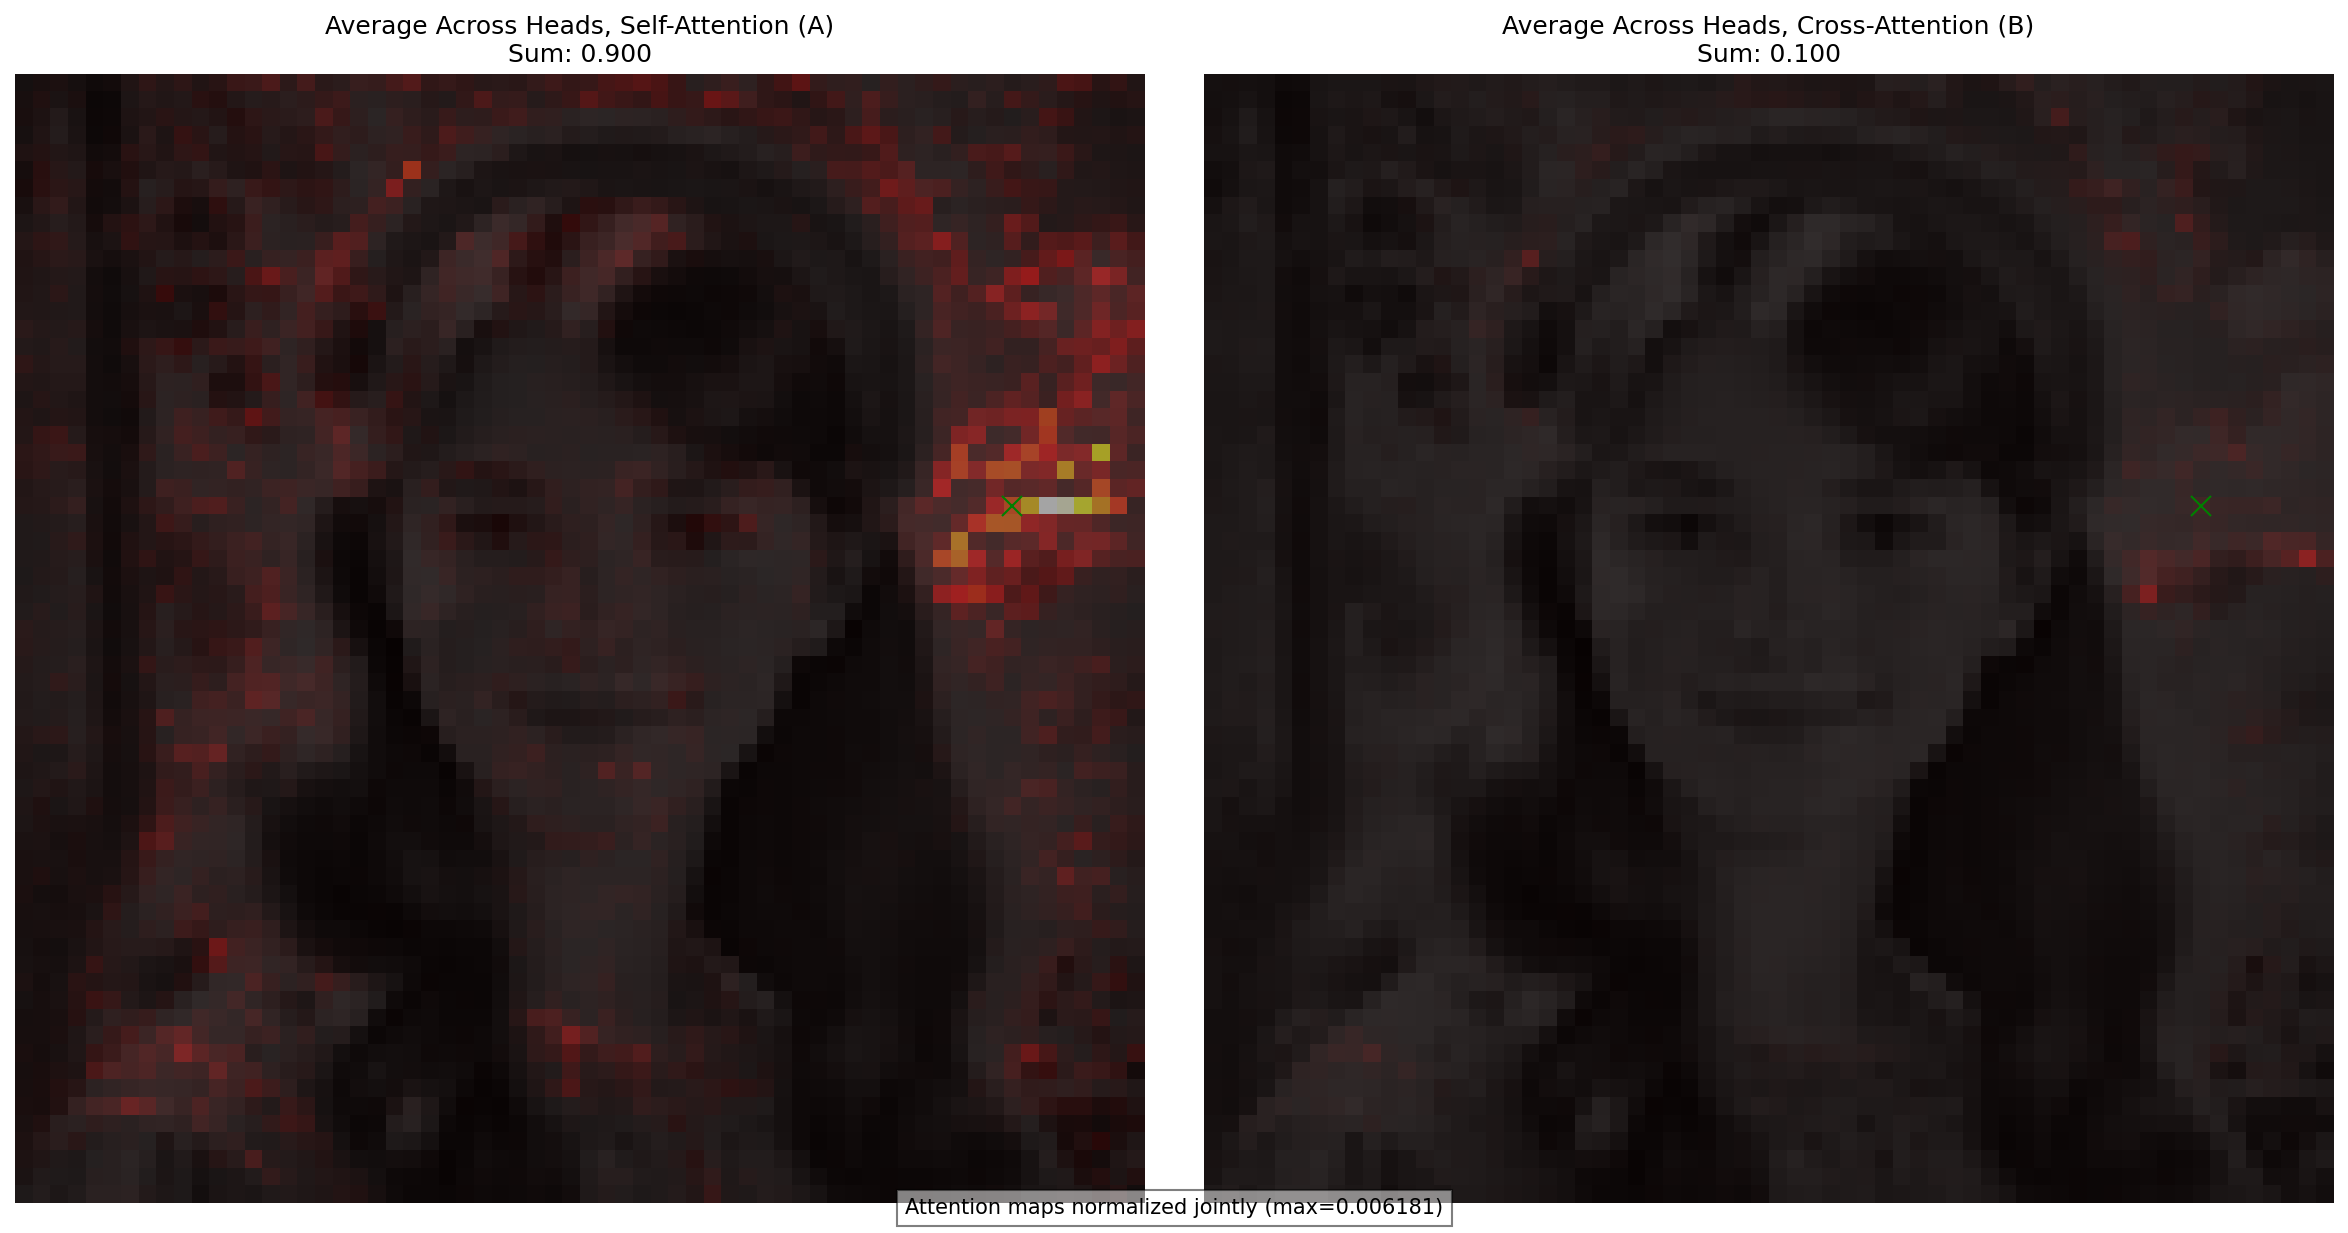 Average Across Heads, Self-Attention (A)
Sum: 0.900
Average Across Heads, Cross-Attention (B)
Sum: 0.100
Attention maps normalized jointly (max=0.006181)